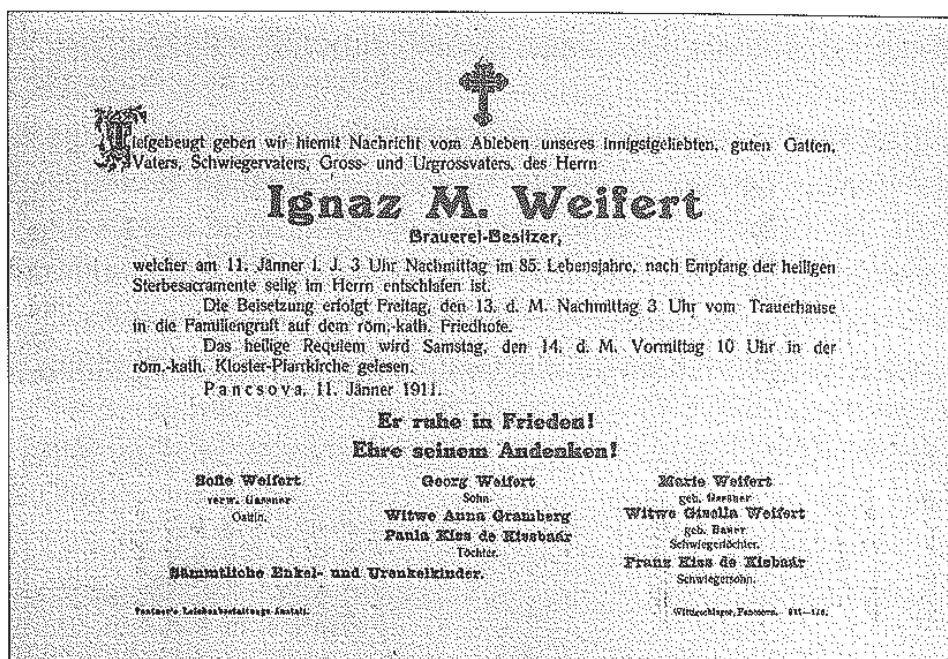 Tiefgebeugt geben wir hiemit Nachricht vom Ableben unseres innigstgeliebten, guten Gatten,
Vaters, Schwiegervaters, Gross- und Urgrossvaters, des Herrn
Ignaz M. Weifert
Brauerei-Besitzer,
welcher am 11. Jänner l. J. 3 Uhr Nachmittag im 85. Lebensjahre, nach Empfang der heiligen
Sterbesacramente selig im Herrn entschlafen ist.
Die Beisetzung erfolgt Freitag, den 13. d. M. Nachmittag 3 Uhr vom Trauerhause
in die Familiengruft auf dem röm.-kath. Friedhofe.
Das heilige Requiem wird Samstag, den 14. d. M. Vormittag 10 Uhr in der
röm.-kath. Kloster-Pfarrkirche gelesen.
Pancsova, 11. Jänner 1911.
Er ruhe in Frieden!
Ehre seinem Andenken!
Sofie Weifert
verw. Gassner
Gattin.
Georg Weifert
Sohn.
Witwe Anna Gramberg
Paula Kiss de Kissbaár
Töchter.
Marie Weifert
geb. Gassner
Witwe Gisella Weifert
geb. Bauer
Schwiegertöchter.
Franz Kiss de Kisbaár
Schwiegersohn.
Sämmtliche Enkel- und Urenkelkinder.
Leichenbestattungs-Anstalt.
Wittigschlager, Pancsova.